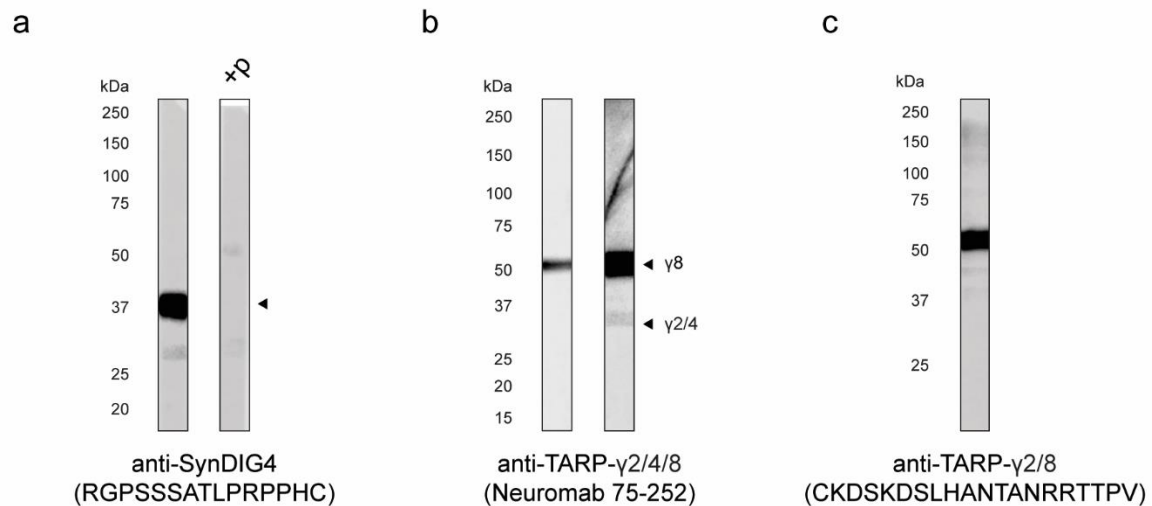 a
+p
kDa
250
150
100
75
50
37
25
20
anti-SynDIG4
(RGPSSSATLPRPPHC)
b
kDa
250
150
100
75
50
37
25
20
15
γ8
γ2/4
anti-TARP-γ2/4/8
(Neuromab 75-252)
c
kDa
250
150
100
75
50
37
25
anti-TARP-γ2/8
(CKDSKDSLHANTANRRTTPV)